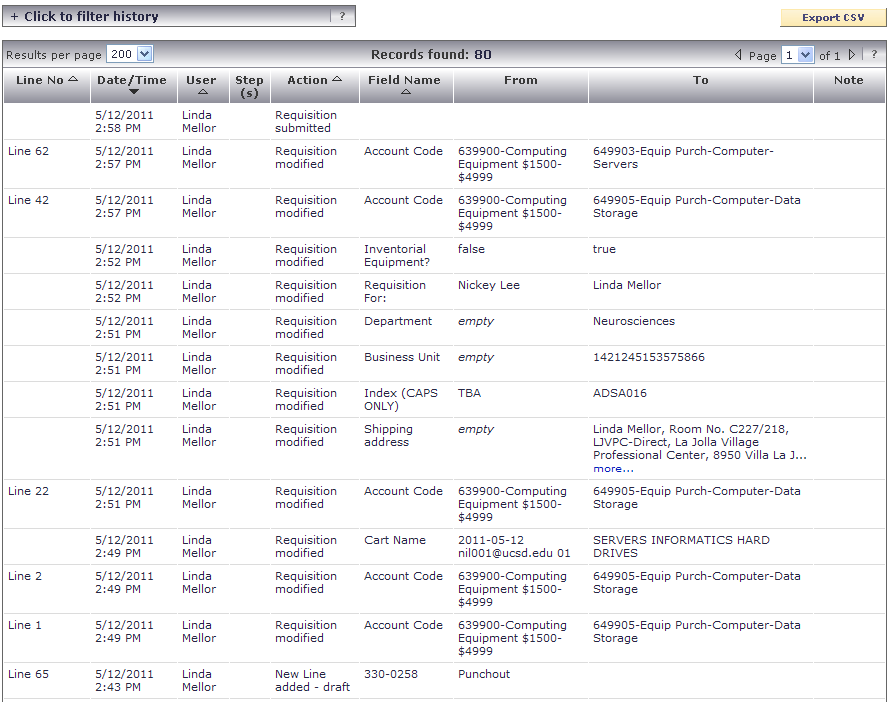 + Click to filter history ?
Export CSV
Results per page 200 Records found: 80 Page 1 of 1 ?
Line No Date/Time User Step (s) Action Field Name From To Note
5/12/2011 Linda Requisition
2:58 PM Mellor submitted
Line 62 5/12/2011 Linda Requisition Account Code 639900-Computing 649903-Equip Purch-Computer-
2:57 PM Mellor modified Equipment $1500- Servers
$4999
Line 42 5/12/2011 Linda Requisition Account Code 639900-Computing 649905-Equip Purch-Computer-Data
2:57 PM Mellor modified Equipment $1500- Storage
$4999
5/12/2011 Linda Requisition Inventorial false true
2:52 PM Mellor modified Equipment?
5/12/2011 Linda Requisition Requisition Nickey Lee Linda Mellor
2:52 PM Mellor modified For:
5/12/2011 Linda Requisition Department empty Neurosciences
2:51 PM Mellor modified
5/12/2011 Linda Requisition Business Unit empty 1421245153575866
2:51 PM Mellor modified
5/12/2011 Linda Requisition Index (CAPS TBA ADSA016
2:51 PM Mellor modified ONLY)
5/12/2011 Linda Requisition Shipping empty Linda Mellor, Room No. C227/218,
2:51 PM Mellor modified address LJVPC-Direct, La Jolla Village
Professional Center, 8950 Villa La J...
more...
Line 22 5/12/2011 Linda Requisition Account Code 639900-Computing 649905-Equip Purch-Computer-Data
2:51 PM Mellor modified Equipment $1500- Storage
$4999
5/12/2011 Linda Requisition Cart Name 2011-05-12 SERVERS INFORMATICS HARD
2:49 PM Mellor modified nil001@ucsd.edu 01 DRIVES
Line 2 5/12/2011 Linda Requisition Account Code 639900-Computing 649905-Equip Purch-Computer-Data
2:49 PM Mellor modified Equipment $1500- Storage
$4999
Line 1 5/12/2011 Linda Requisition Account Code 639900-Computing 649905-Equip Purch-Computer-Data
2:49 PM Mellor modified Equipment $1500- Storage
$4999
Line 65 5/12/2011 Linda New Line 330-0258 Punchout
2:43 PM Mellor added - draft